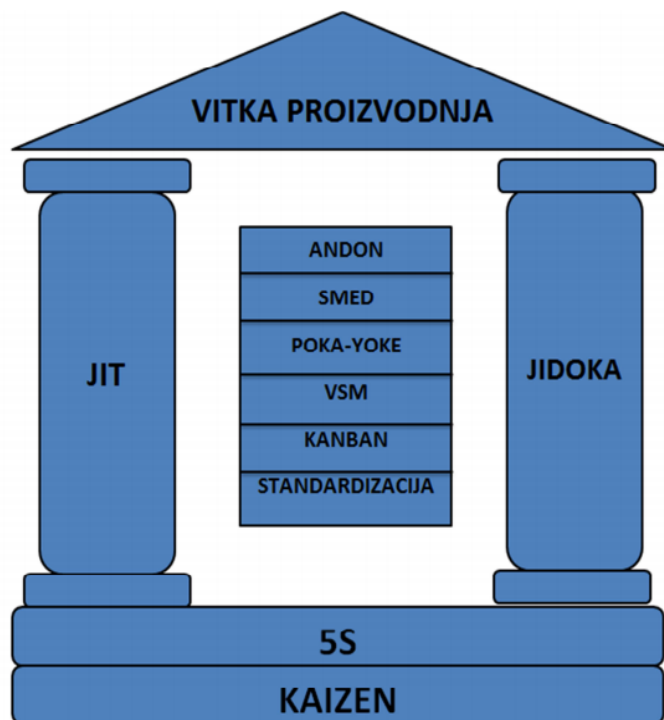 VITKA PROIZVODNJA
ANDON
SMED
POKA-YOKE
JIT
VSM
JIDOKA
KANBAN
STANDARDIZACIJA
5S
KAIZEN